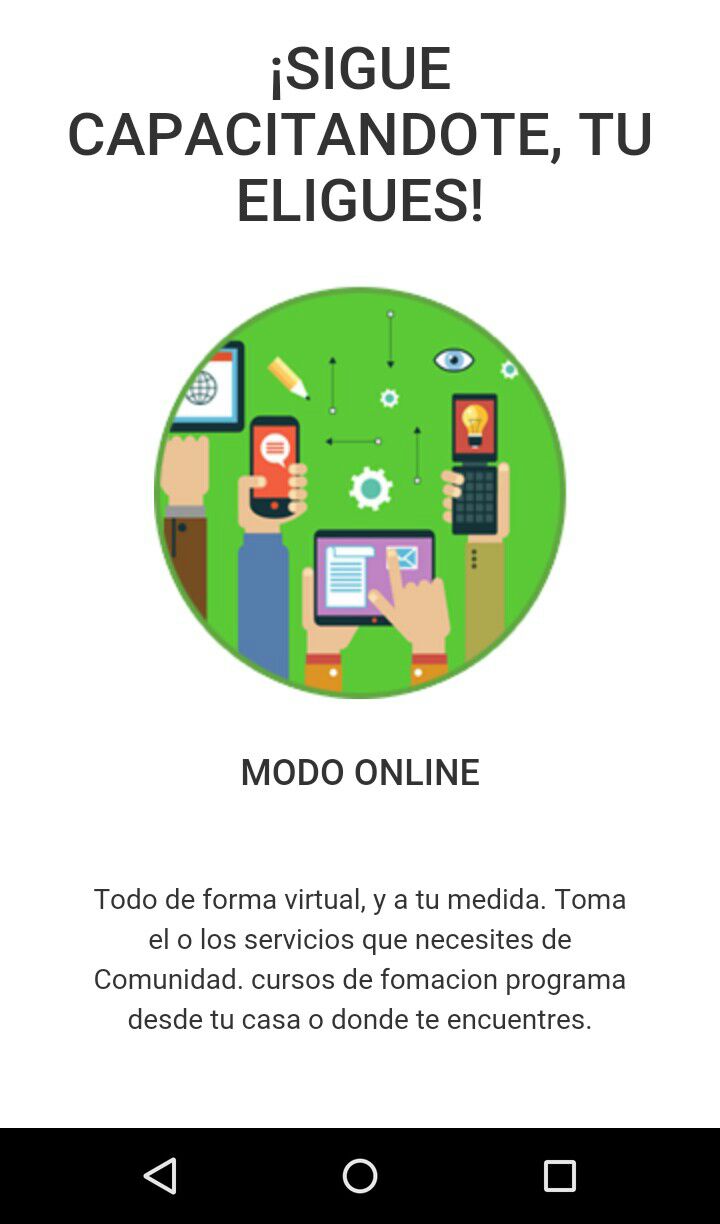 ¡SIGUE
CAPACITANDOTE, TU
ELIGUES!
MODO ONLINE
Todo de forma virtual, y a tu medida. Toma
el o los servicios que necesites de
Comunidad. cursos de fomacion programa
desde tu casa o donde te encuentres.